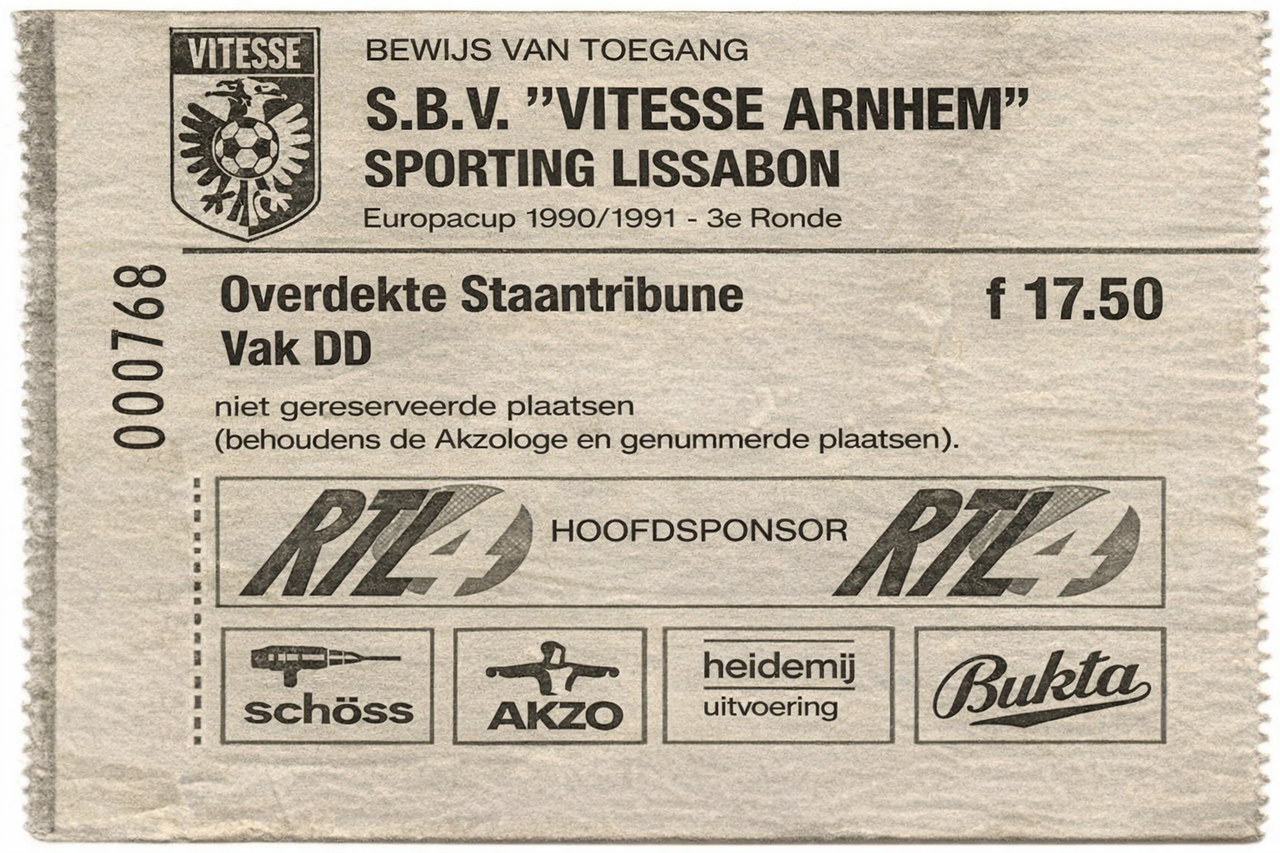 VITESSE
BEWIJS VAN TOEGANG
S.B.V. ”VITESSE ARNHEM”
SPORTING LISSABON
Europacup 1990/1991 - 3e Ronde
000768
Overdekte Staantribune
f 17.50
Vak DD
niet gereserveerde plaatsen
(behoudens de Akzologe en genummerde plaatsen).
RTL4 HOOFDSPONSOR RTL4
schöss
AKZO
heidemij
uitvoering
Bukta